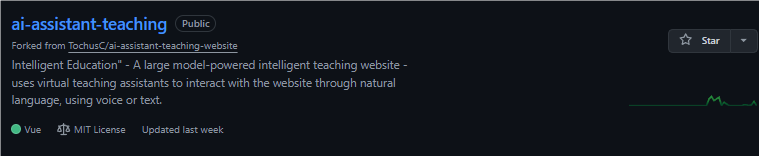 ai-assistant-teaching Public
Forked from TochusC/ai-assistant-teaching-website
Star
Intelligent Education" - A large model-powered intelligent teaching website -
uses virtual teaching assistants to interact with the website through natural
language, using voice or text.
Vue MIT License Updated last week